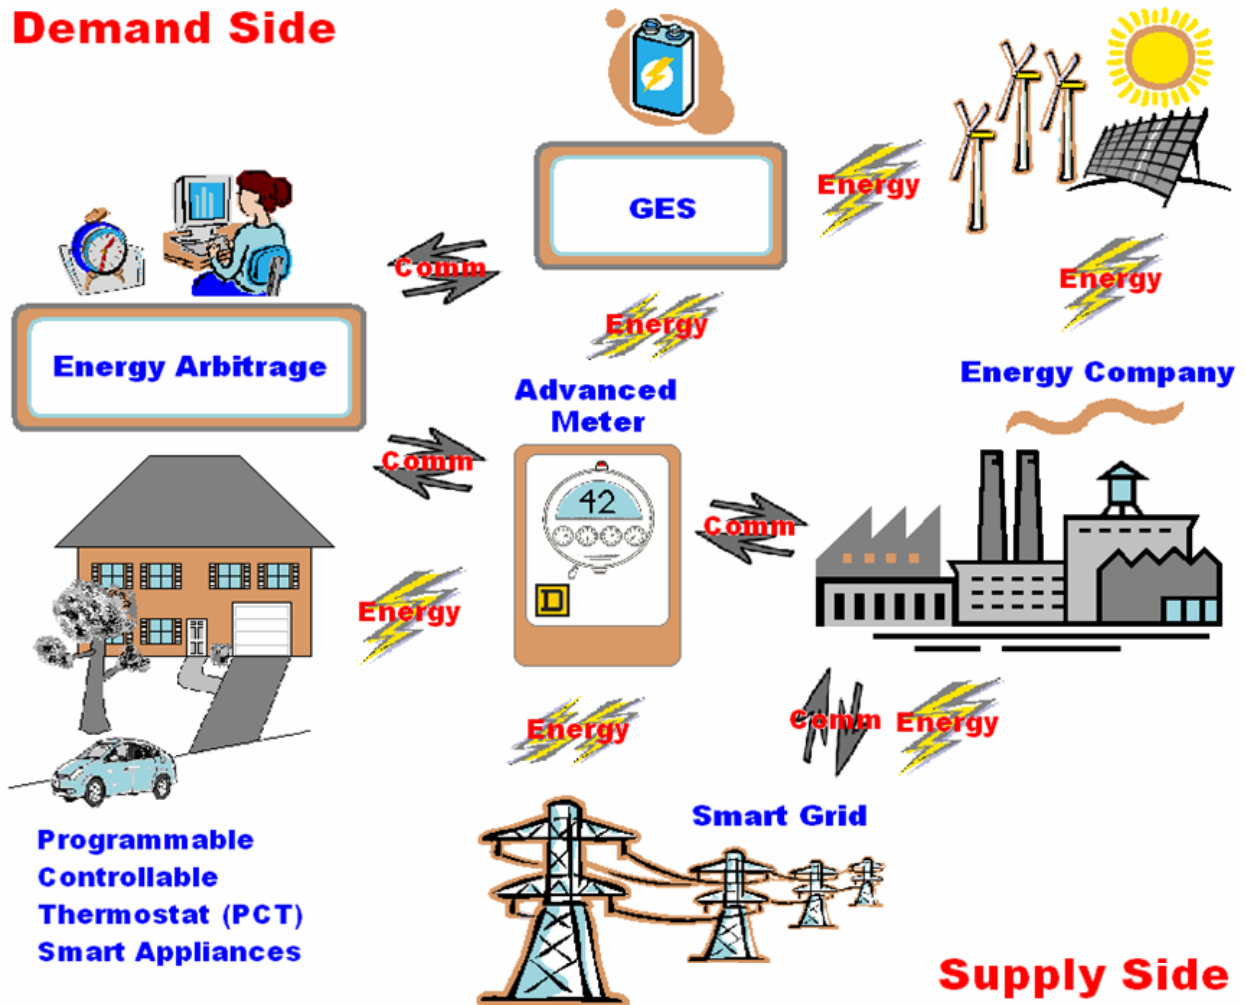 Demand Side
GES
Energy
Comm
Energy
Energy
Energy Arbitrage
Energy Company
Advanced
Meter
Comm
42
Comm
D
Energy
Comm
Energy
Energy
Smart Grid
Programmable
Controllable
Thermostat (PCT)
Smart Appliances
Supply Side